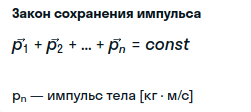 Закон сохранения импульса
p⃗₁ + p⃗₂ + ... + p⃗ₙ = const
pₙ — импульс тела [кг · м/с]